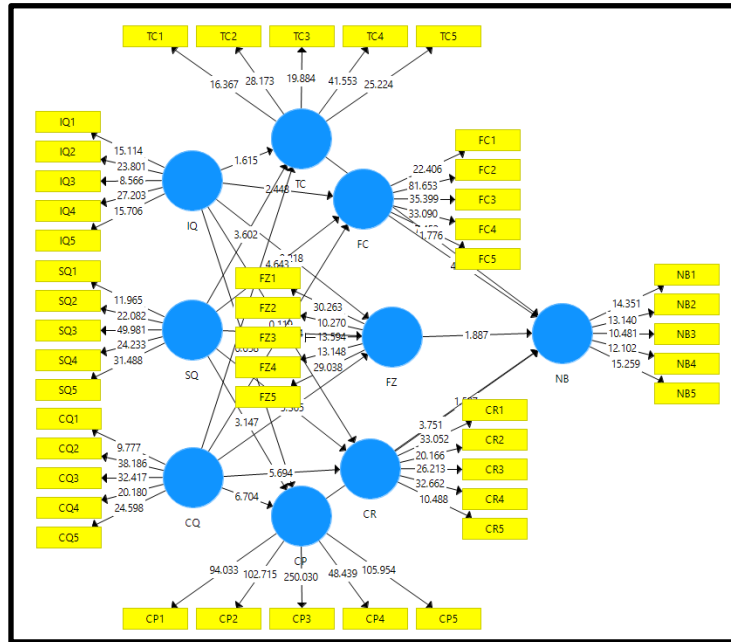 TC1 TC2 TC3 TC4 TC5
16.367 28.173 19.884 41.553 25.224
TC
IQ1
IQ2
IQ3
IQ4
IQ5
15.114
23.801
8.566
27.203
15.706
IQ
1.615
2.448
FC
FC1
FC2
FC3
FC4
FC5
22.406
81.653
35.399
33.090
1.776
3.602
4.643
SQ1
SQ2
SQ3
SQ4
SQ5
11.965
22.082
49.981
24.233
31.488
SQ
FZ1
FZ2
FZ3
FZ4
FZ5
30.263
10.270
13.594
13.148
29.038
FZ
1.887
NB
NB1
NB2
NB3
NB4
NB5
14.351
13.140
10.481
12.102
15.259
3.147
CQ1
CQ2
CQ3
CQ4
CQ5
9.777
38.186
32.417
20.180
24.598
CQ
5.694
6.704
CR
CR1
CR2
CR3
CR4
CR5
3.751
33.052
20.166
26.213
32.662
10.488
CP
94.033 102.715 250.030 48.439 105.954
CP1 CP2 CP3 CP4 CP5